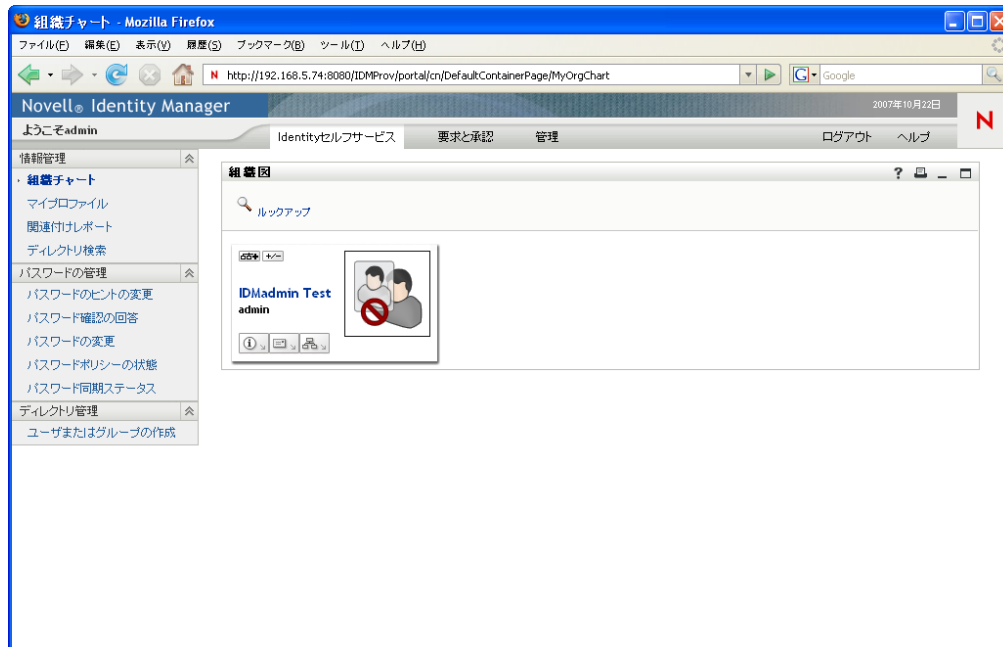 組織チャート - Mozilla Firefox
ファイル(F) 編集(E) 表示(V) 履歴(S) ブックマーク(B) ツール(T) ヘルプ(H)
http://192.168.5.74:8080/IDMProv/portal/cn/DefaultContainerPage/MyOrgChart
G Google
Novell® Identity Manager
2007年10月22日
N
ようこそadmin
Identityセルフサービス 要求と承認 管理 ログアウト ヘルプ
情報管理
組織チャート
マイプロファイル
関連付けレポート
ディレクトリ検索
パスワードの管理
パスワードのヒントの変更
パスワード確認の回答
パスワードの変更
パスワードポリシーの状態
パスワード同期ステータス
ディレクトリ管理
ユーザまたはグループの作成
組織図
?
ルックアップ
+/-
IDMadmin Test
admin